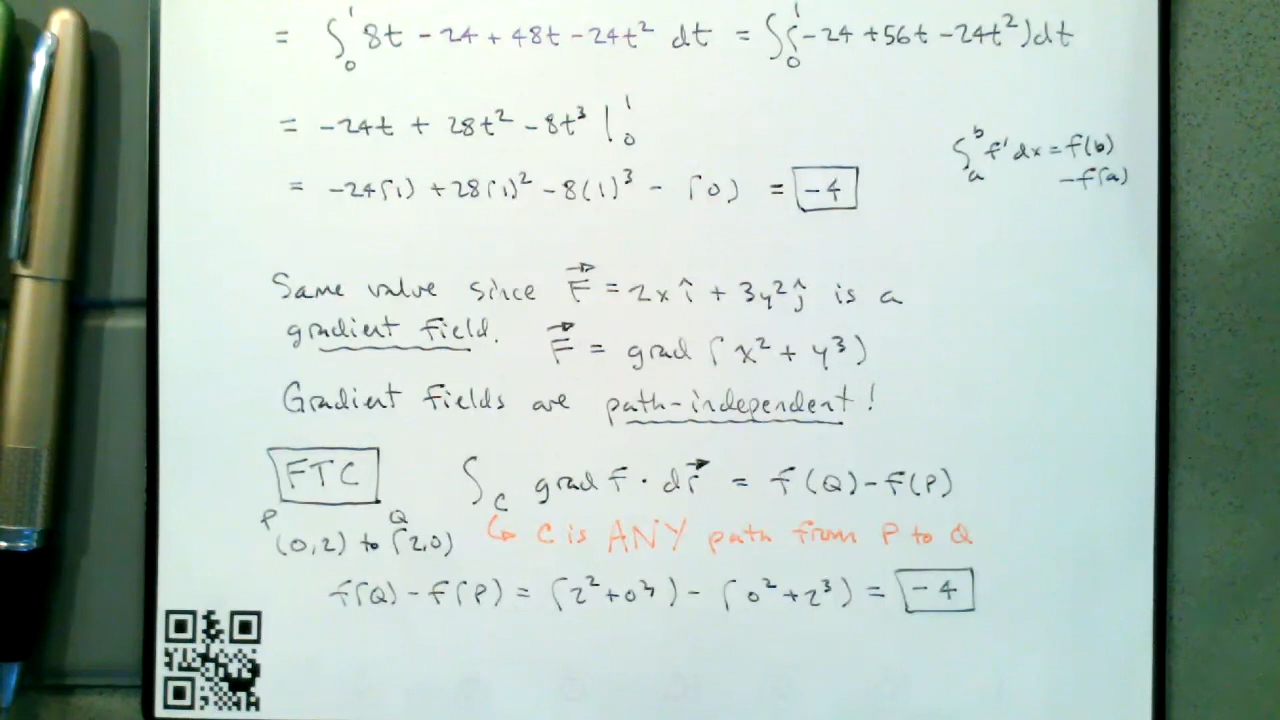 = ∫₀¹ 8t - 24 + 48t - 24t² dt = ∫₀¹ (-24 + 56t - 24t²) dt
= -24t + 28t² - 8t³ |₀¹
∫ₐᵇ f' dx = f(b)
- f(a)
= -24(1) + 28(1)² - 8(1)³ - (0) = -4
Same value since F⃗ = 2x î + 3y² ĵ is a
gradient field. F⃗ = grad (x² + y³)
Gradient fields are path-independent!
FTC ∫_C grad f · dr⃗ = f(Q) - f(P)
P Q
(0,2) to (2,0) ↳ C is ANY path from P to Q
f(Q) - f(P) = (2² + 0³) - (0² + 2³) = -4